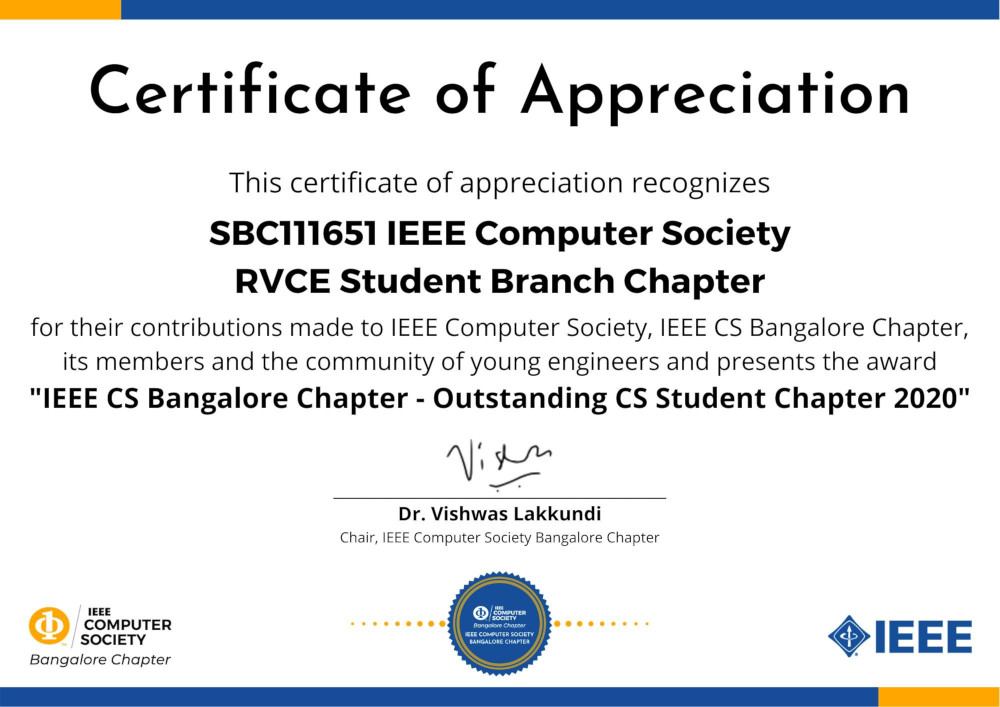 Certificate of Appreciation
This certificate of appreciation recognizes
SBC111651 IEEE Computer Society
RVCE Student Branch Chapter
for their contributions made to IEEE Computer Society, IEEE CS Bangalore Chapter,
its members and the community of young engineers and presents the award
"IEEE CS Bangalore Chapter - Outstanding CS Student Chapter 2020"
Dr. Vishwas Lakkundi
Chair, IEEE Computer Society Bangalore Chapter
IEEE
COMPUTER
SOCIETY
Bangalore Chapter
IEEE
COMPUTER
SOCIETY
Bangalore Chapter
IEEE COMPUTER SOCIETY
BANGALORE CHAPTER
IEEE